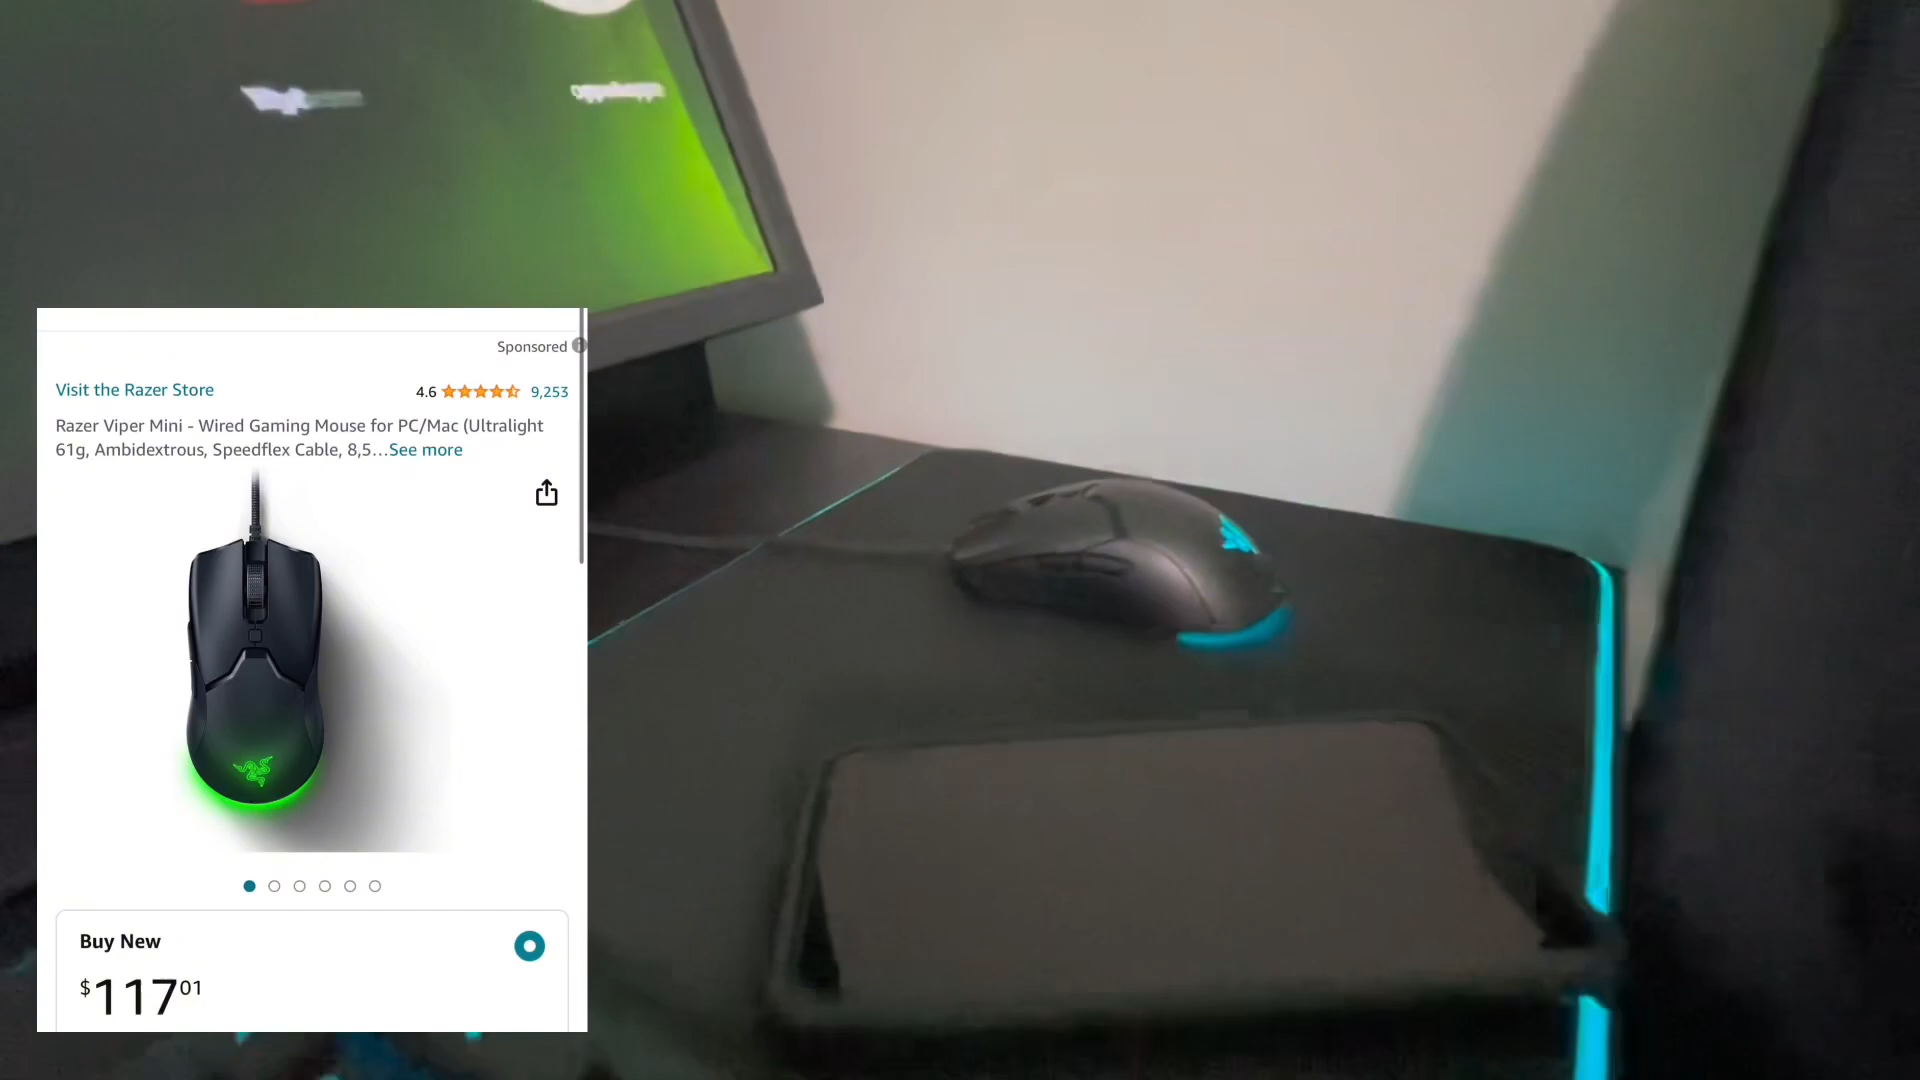 Sponsored
Visit the Razer Store
4.6
9,253
Razer Viper Mini - Wired Gaming Mouse for PC/Mac (Ultralight
61g, Ambidextrous, Speedflex Cable, 8,5...See more
Buy New
$11701